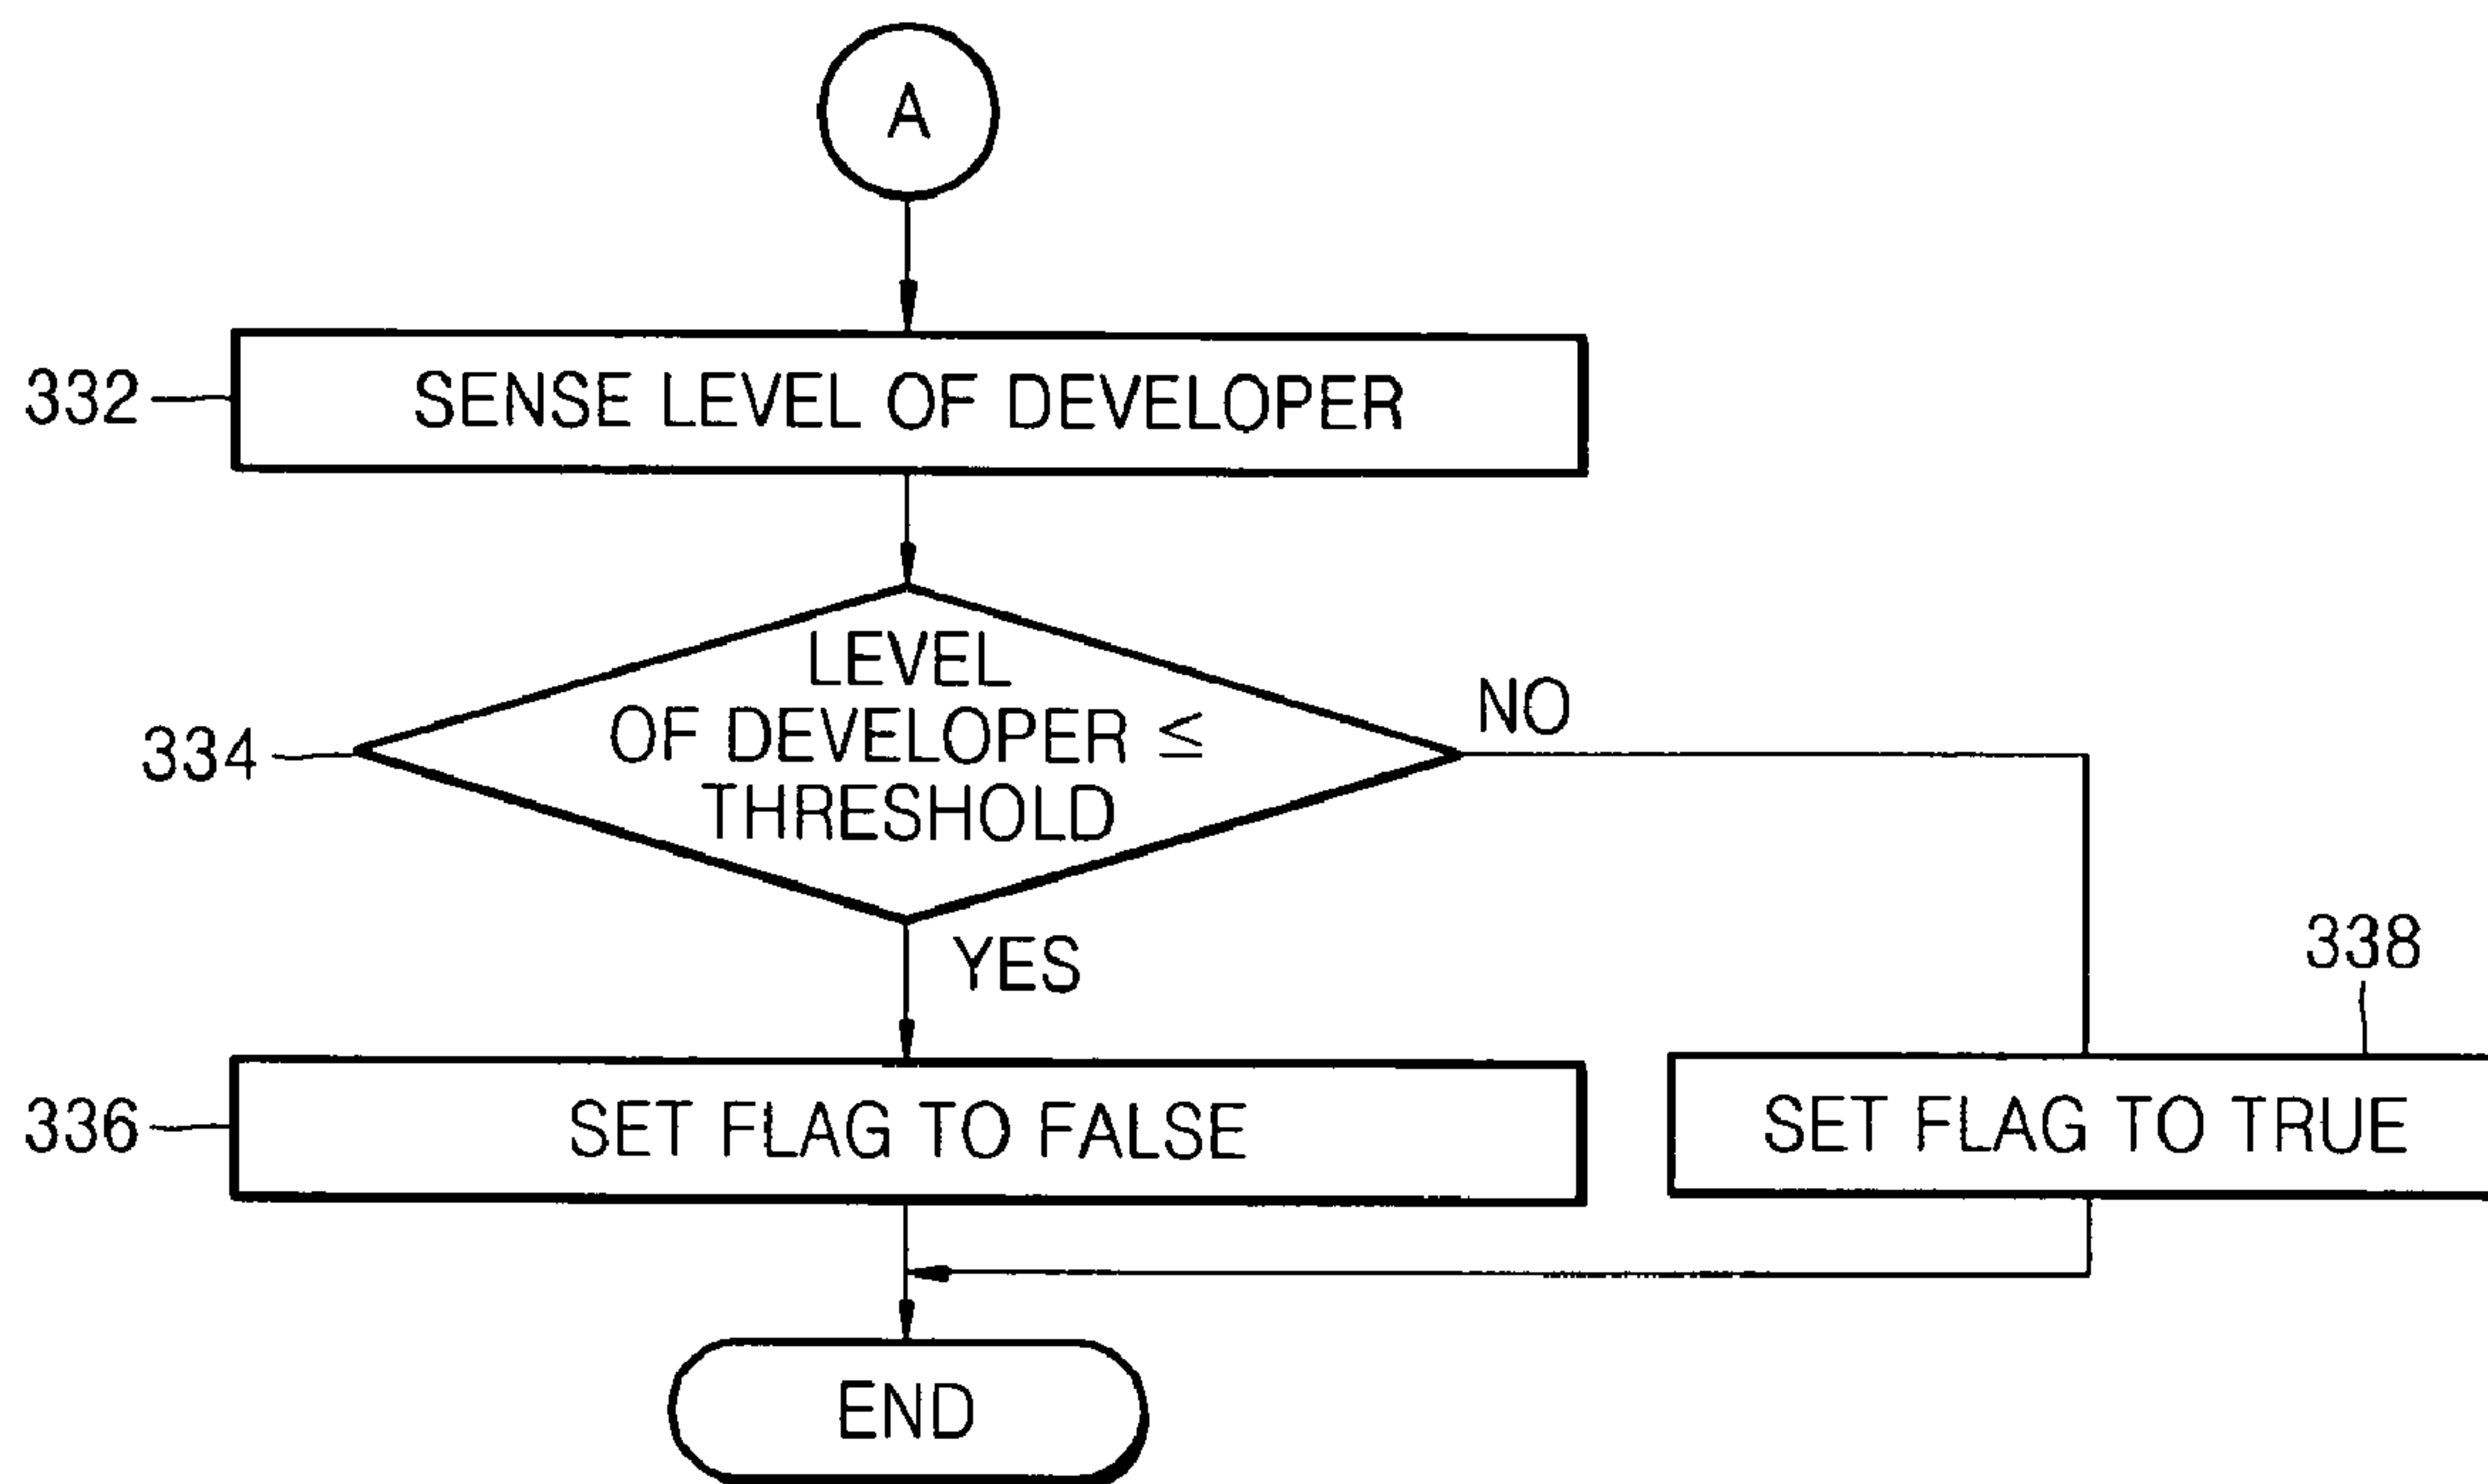 A
332
SENSE LEVEL OF DEVELOPER
334
LEVEL
OF DEVELOPER ≤
THRESHOLD
NO
YES
338
336
SET FLAG TO FALSE
SET FLAG TO TRUE
END